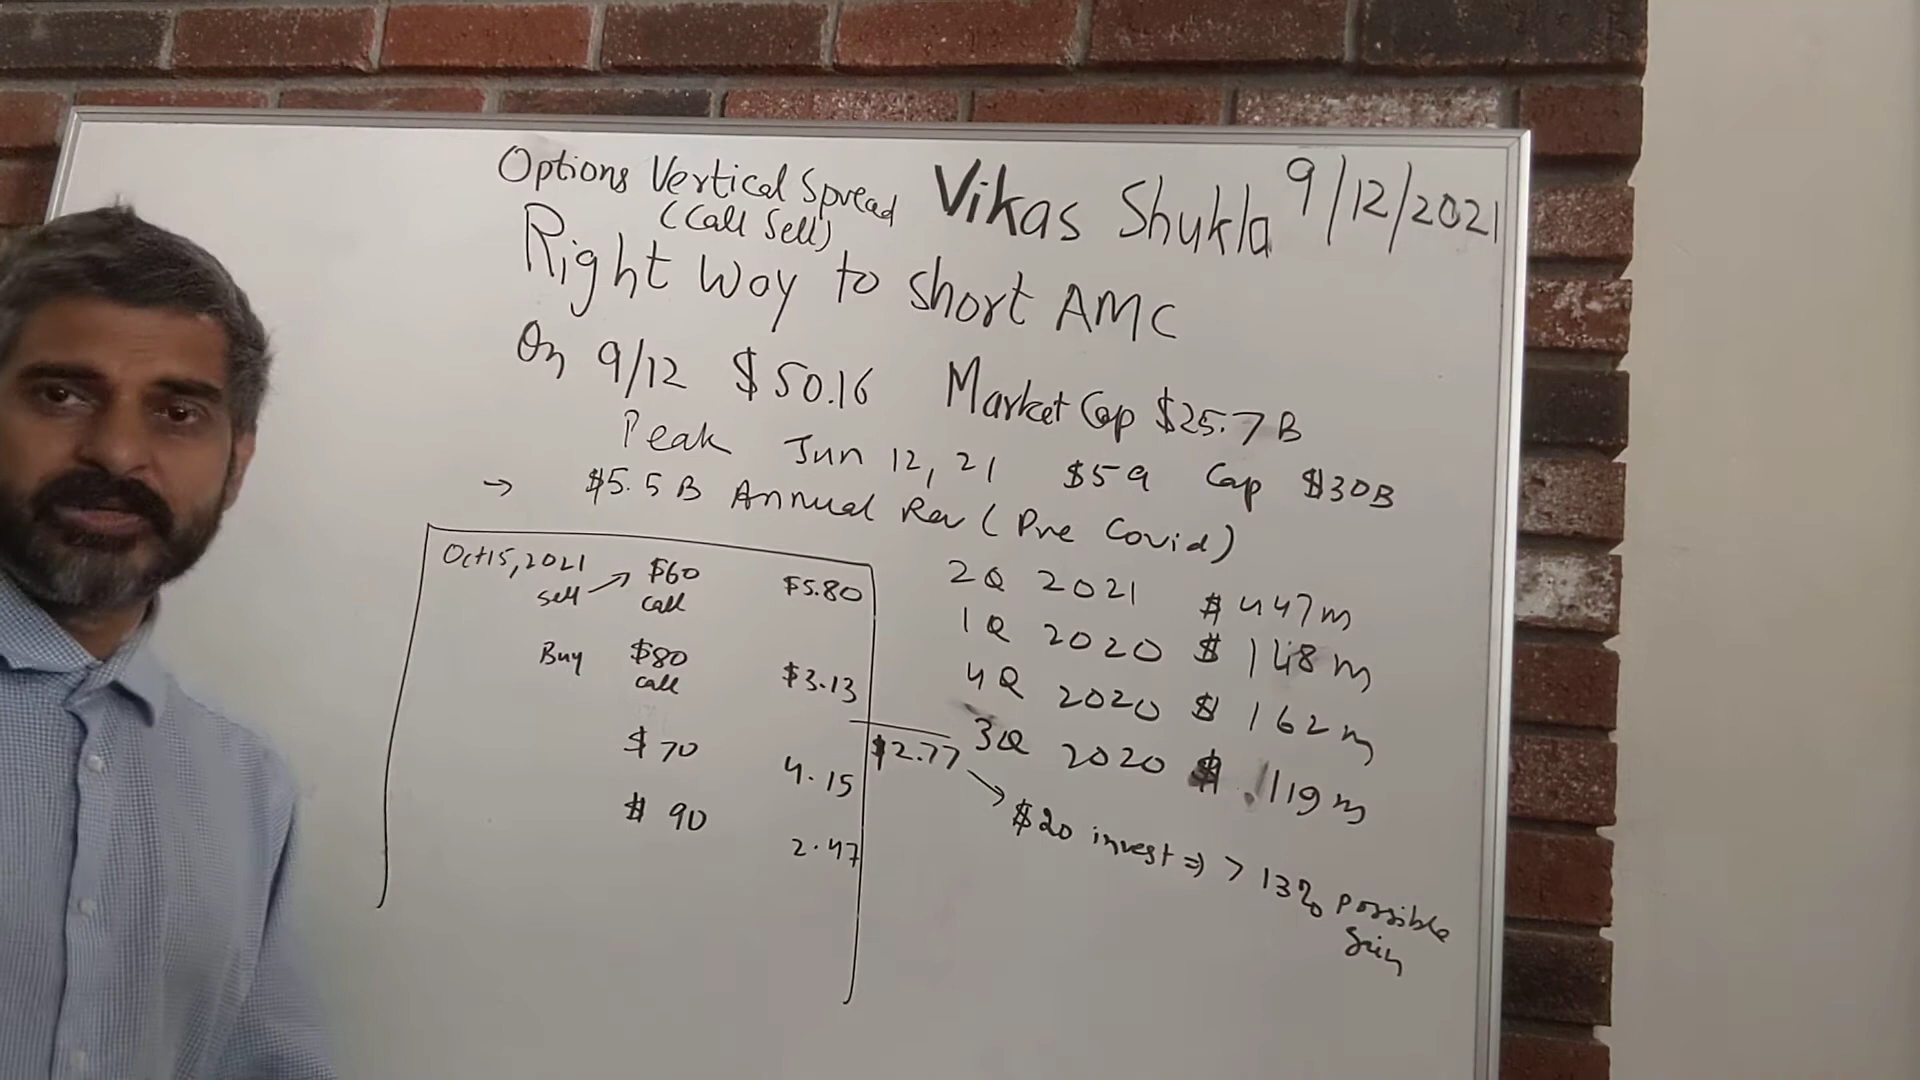 Options Vertical Spread
(Call Sell)
Vikas Shukla 9/12/2021
Right Way to Short AMC
On 9/12 $50.16 Market Cap $25.7B
Peak Jun 12, 21 $59 Cap $30B
→ $5.5B Annual Rev (Pre Covid)
Oct 15, 2021
Sell → $60 call $5.80
Buy $80 call $3.13
$2.77
$70 4.15
$90 2.47
2Q 2021 $447m
1Q 2020 $148m
4Q 2020 $162m
3Q 2020 $119m
→ $20 invest ⇒ > 13% possible
gain